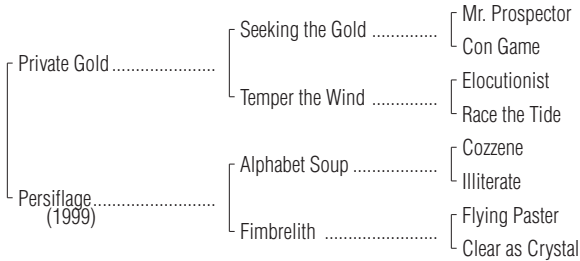 Mr. Prospector
Seeking the Gold ..............
Con Game
Private Gold ......................
Elocutionist
Temper the Wind ..............
Race the Tide
Cozzene
Alphabet Soup ..................
Illiterate
Persiflage..........................
(1999)
Flying Paster
Fimbrelith ........................
Clear as Crystal